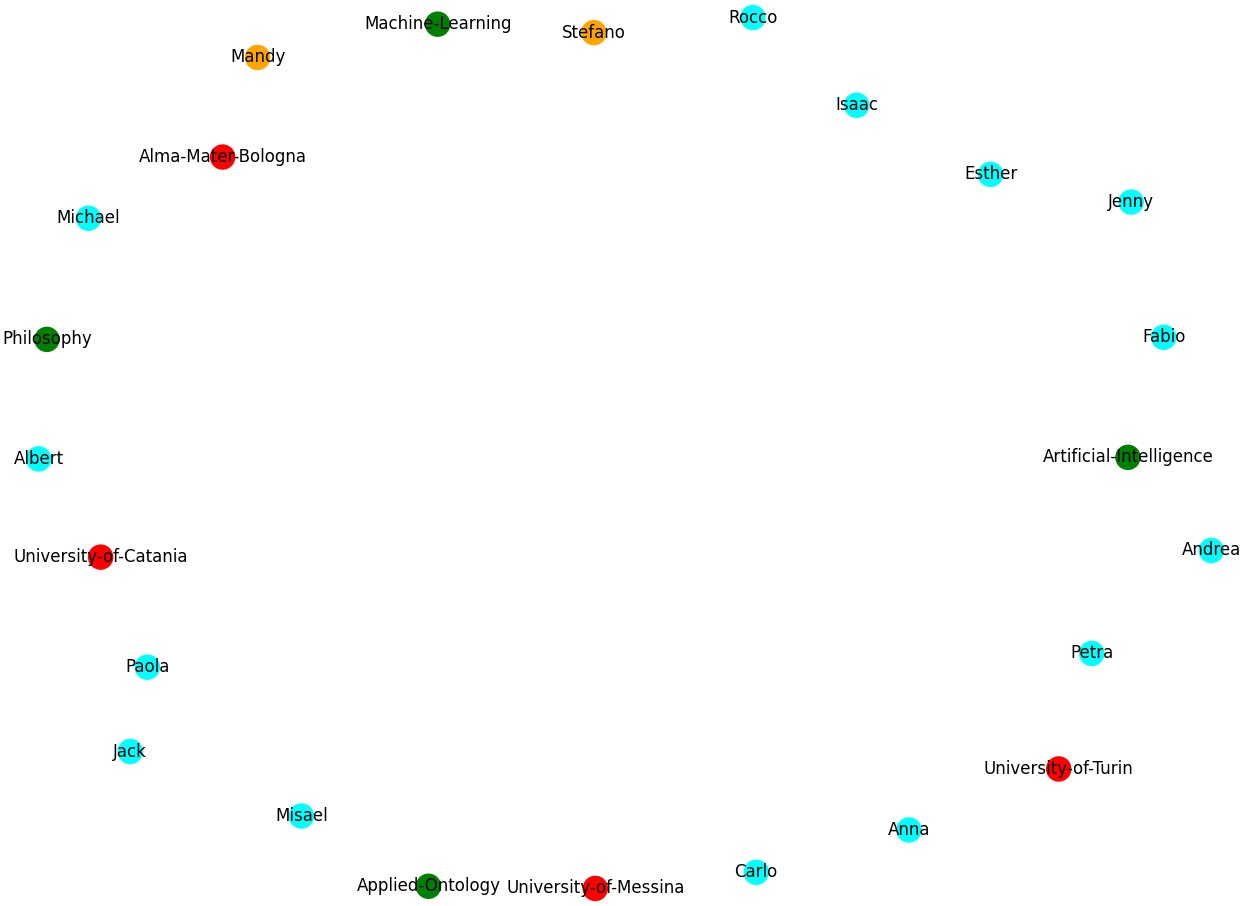 Rocco
Machine-Learning
Stefano
Mandy
Isaac
Alma-Mater-Bologna
Esther
Jenny
Michael
Fabio
Philosophy
Artificial-Intelligence
Albert
Andrea
University-of-Catania
Petra
Paola
Jack
University-of-Turin
Misael
Anna
Carlo
Applied-Ontology
University-of-Messina